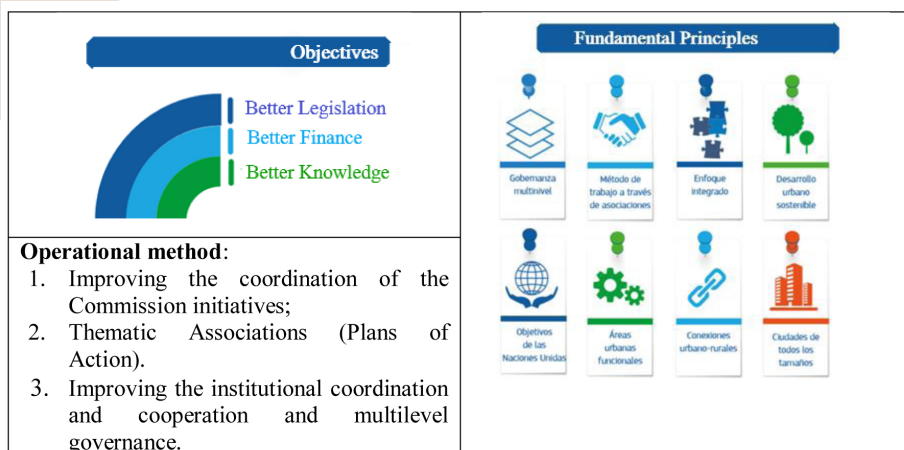 Objectives
Better Legislation
Better Finance
Better Knowledge
Operational method:
1. Improving the coordination of the
Commission initiatives;
2. Thematic Associations (Plans of
Action).
3. Improving the institutional coordination
and cooperation and multilevel
governance.
Fundamental Principles
Gobernanza
multinivel
Método de
trabajo a través
de asociaciones
Enfoque
integrado
Desarrollo
urbano
sostenible
Objetivos
de las
Naciones Unidas
Áreas
urbanas
funcionales
Conexiones
urbano-rurales
Ciudades de
todos los
tamaños